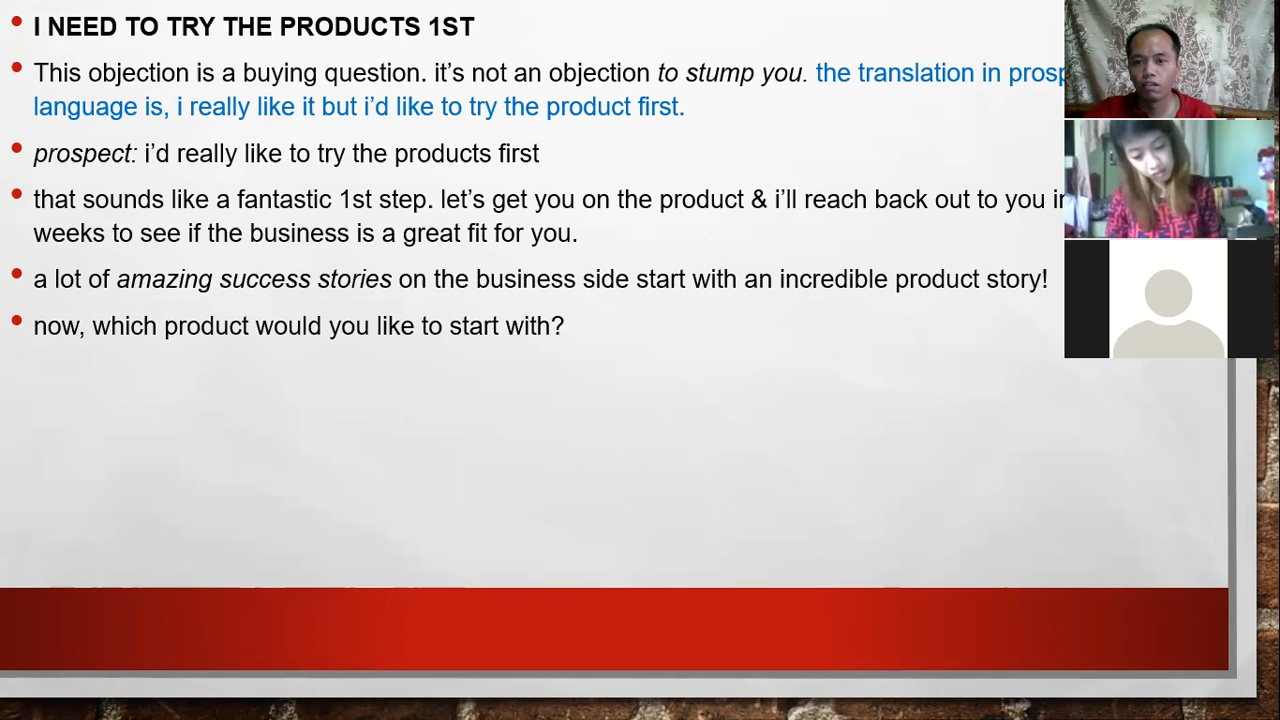 I NEED TO TRY THE PRODUCTS 1ST
This objection is a buying question. it's not an objection to stump you. the translation in
language is, i really like it but i'd like to try the product first.
prospect: i'd really like to try the products first
that sounds like a fantastic 1st step. let's get you on the product & i'll reach back out to you
weeks to see if the business is a great fit for you.
a lot of amazing success stories on the business side start with an incredible product story!
now, which product would you like to start with?